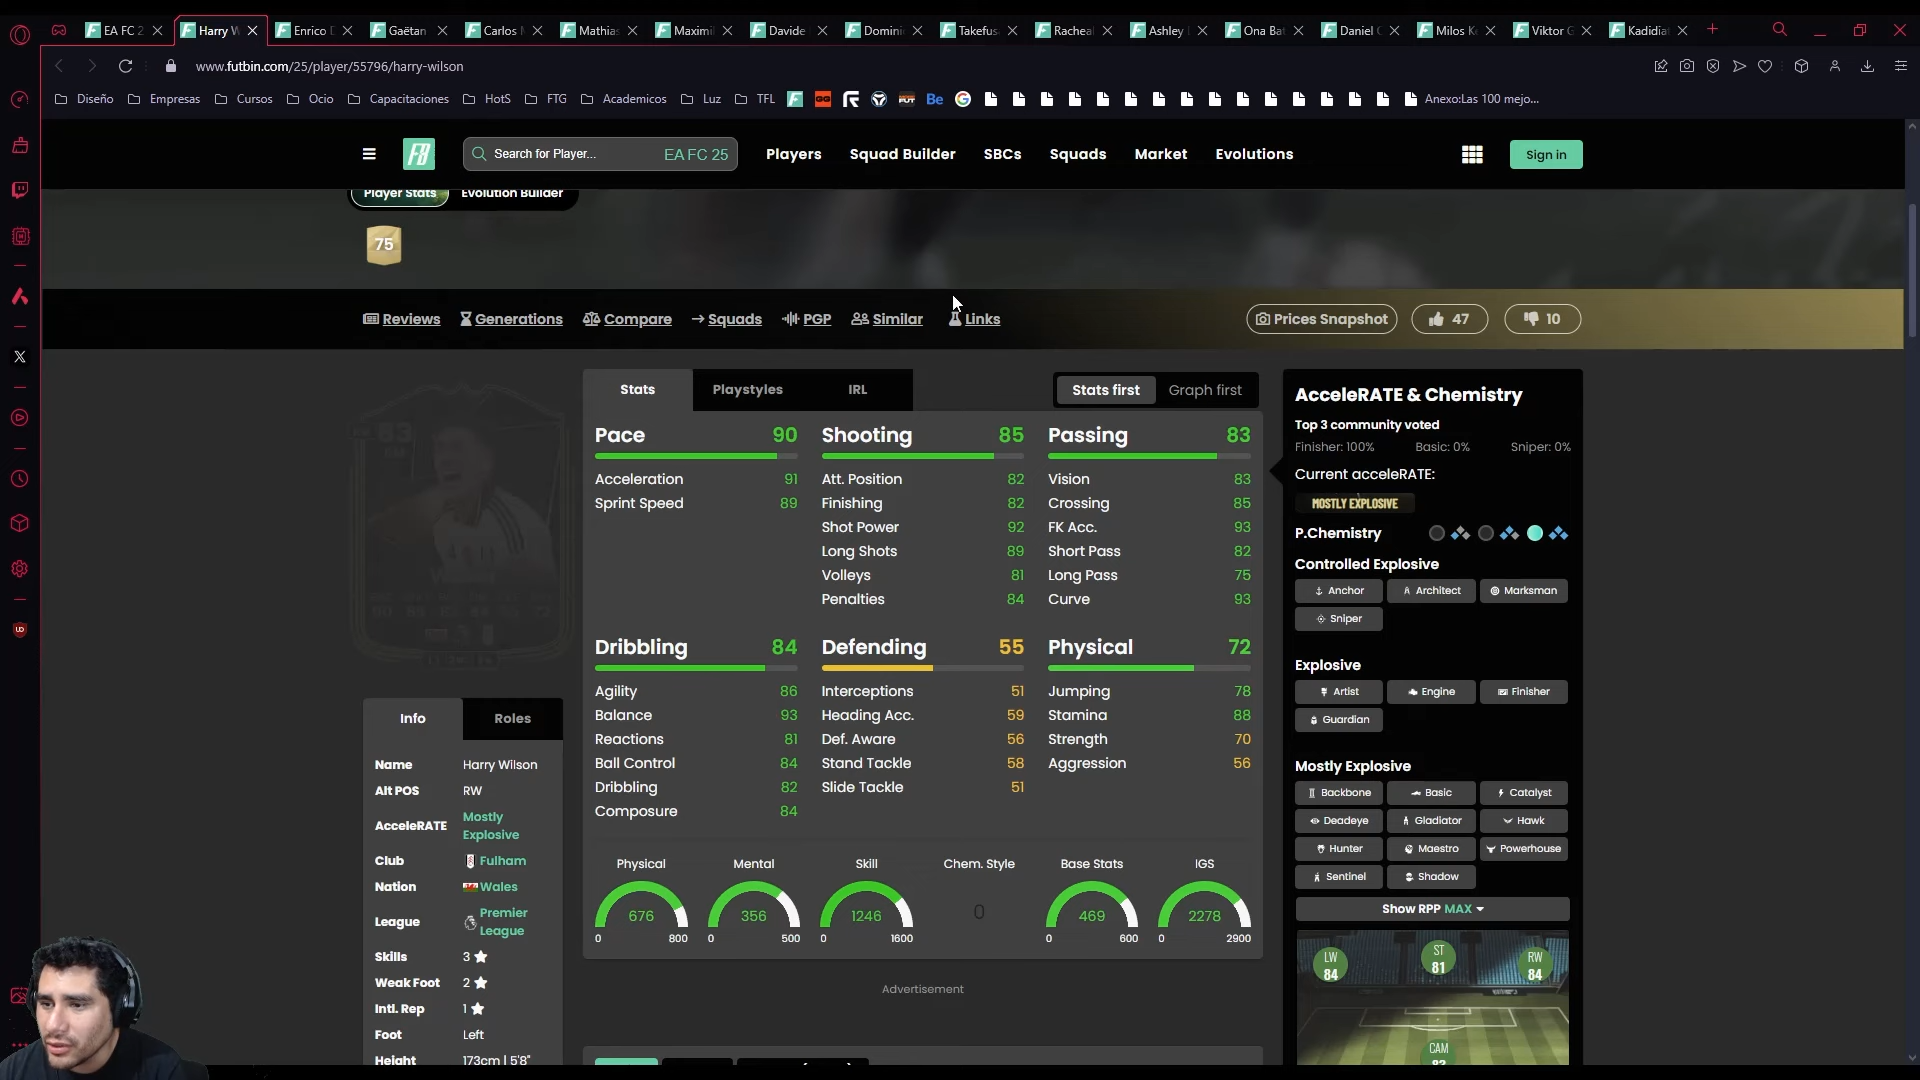 EA FC 2
Harry W
Enrico D
Gaëtan
Carlos
Mathias
Maximil
Davide
Domini
Takefus
Racheal
Ashley
Ona Bat
Daniel
Milos Ke
Viktor G
Kadidiat
www.futbin.com/25/player/55796/harry-wilson
Diseño
Empresas
Cursos
Ocio
Capacitaciones
HotS
FTG
Academicos
Luz
TFL
Anexo:Las 100 mejo...
Search for Player...
EA FC 25
Players
Squad Builder
SBCs
Squads
Market
Evolutions
Sign in
Player Stats
Evolution Builder
75
Reviews
Generations
Compare
Squads
PGP
Similar
Links
Prices Snapshot
47
10
Stats
Playstyles
IRL
Stats first
Graph first
Pace 90
Acceleration 91
Sprint Speed 89
Shooting 85
Att. Position 82
Finishing 82
Shot Power 92
Long Shots 89
Volleys 81
Penalties 84
Passing 83
Vision 83
Crossing 85
FK Acc. 93
Short Pass 82
Long Pass 75
Curve 93
Dribbling 84
Agility 86
Balance 93
Reactions 81
Ball Control 84
Dribbling 82
Composure 84
Defending 55
Interceptions 51
Heading Acc. 59
Def. Aware 56
Stand Tackle 58
Slide Tackle 51
Physical 72
Jumping 78
Stamina 88
Strength 70
Aggression 56
Physical
676
0 800
Mental
356
0 500
Skill
1246
0 1600
Chem. Style
0
Base Stats
469
0 600
IGS
2278
0 2900
Advertisement
Info
Roles
Name Harry Wilson
Alt POS RW
AcceleRATE Mostly
Explosive
Club Fulham
Nation Wales
League Premier
League
Skills 3
Weak Foot 2
Intl. Rep 1
Foot Left
Height 173cm | 5'8"
AcceleRATE & Chemistry
Top 3 community voted
Finisher: 100% Basic: 0% Sniper: 0%
Current acceleRATE:
MOSTLY EXPLOSIVE
P.Chemistry
Controlled Explosive
Anchor Architect Marksman
Sniper
Explosive
Artist Engine Finisher
Guardian
Mostly Explosive
Backbone Basic Catalyst
Deadeye Gladiator Hawk
Hunter Maestro Powerhouse
Sentinel Shadow
Show RPP MAX
LW
84
ST
81
RW
84
CAM